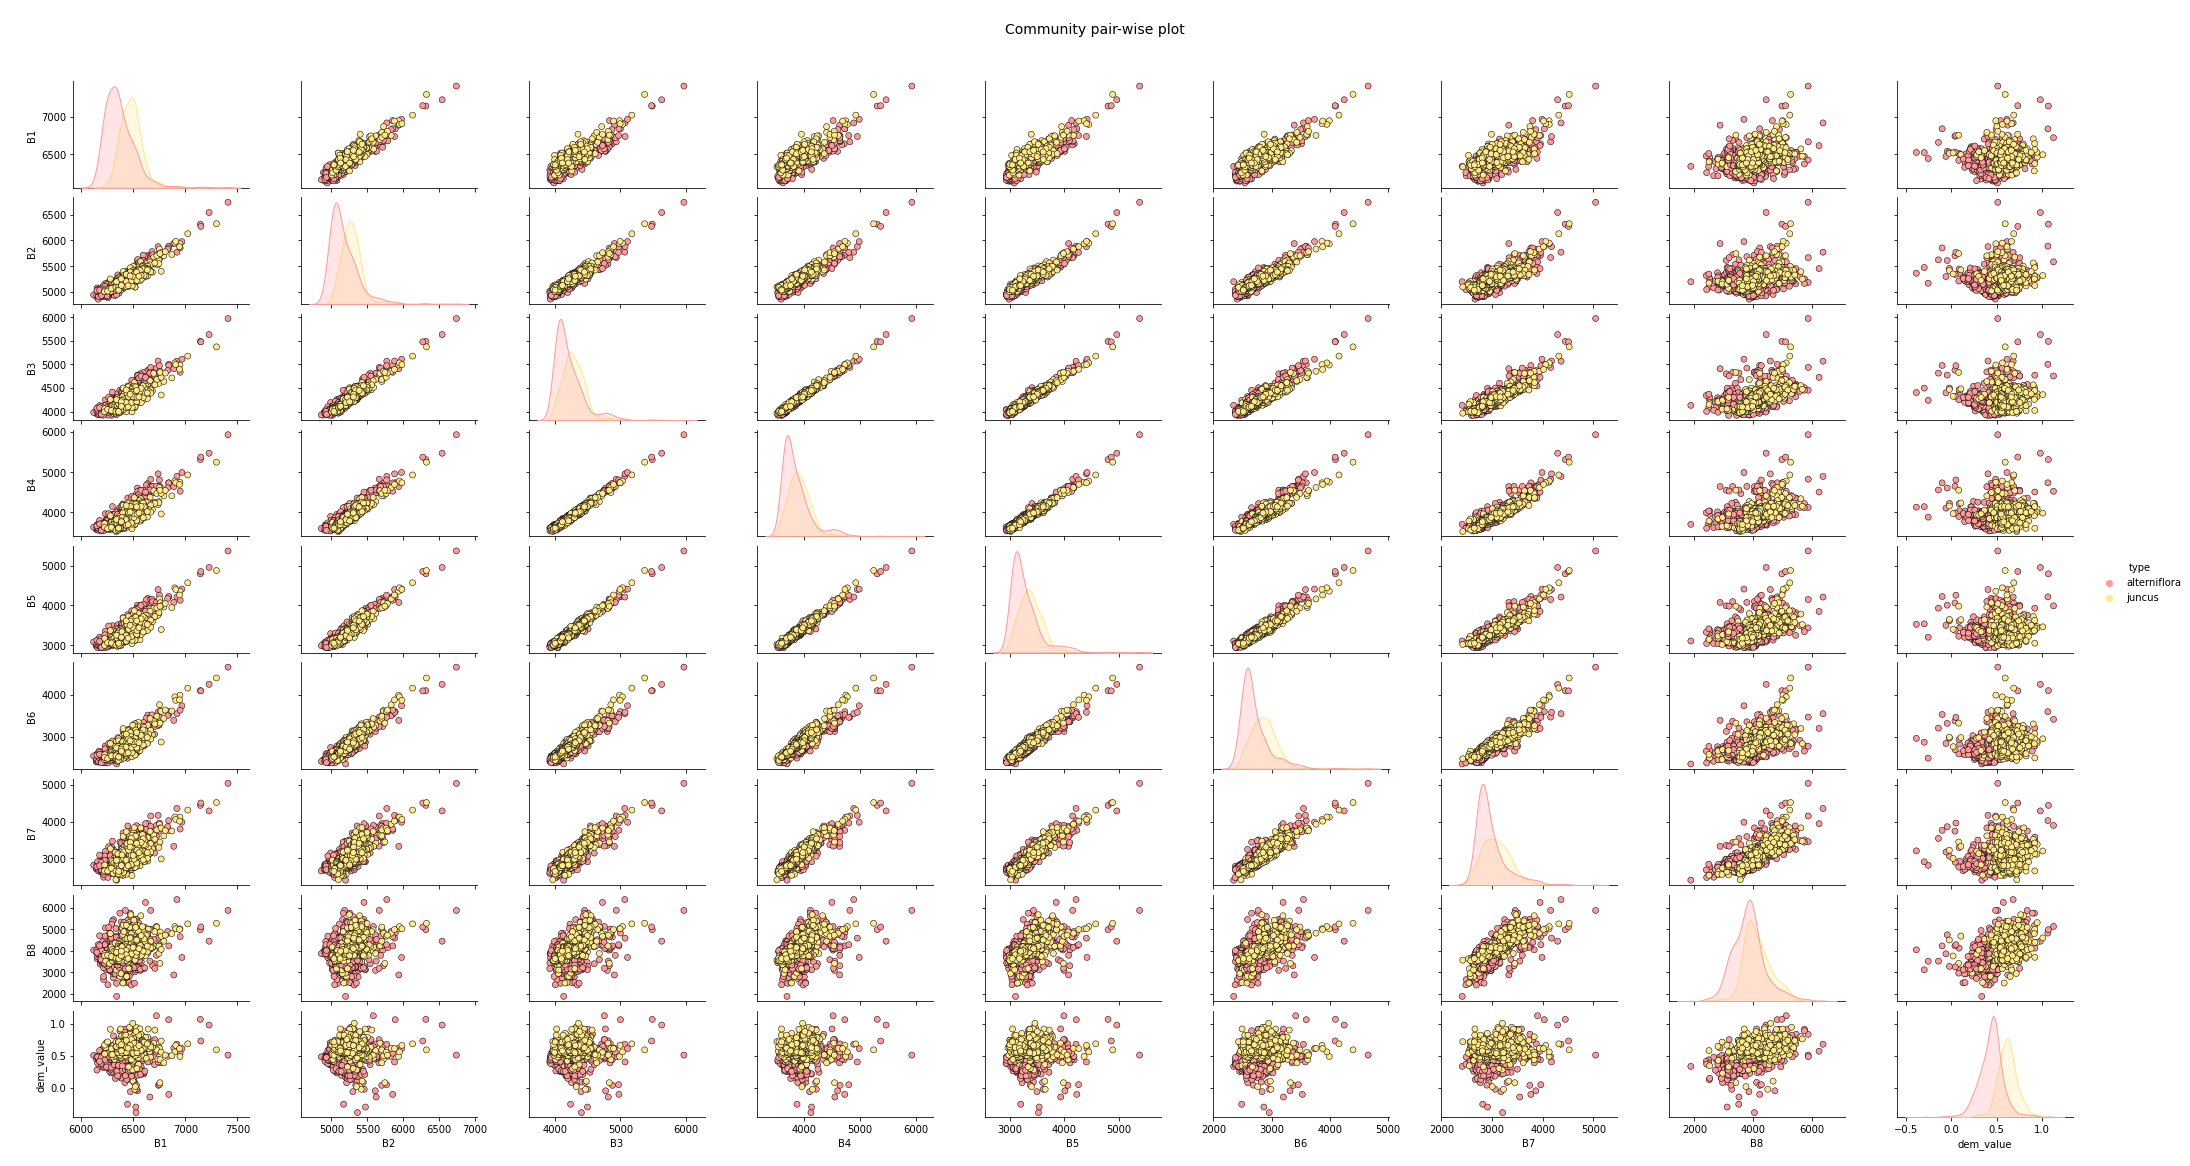 Community pair-wise plot
7000
6500
B1
6500
6000
5500
5000
B2
6000
5500
5000
4500
4000
B3
6000
5000
4000
B4
5000
4000
3000
B5
4000
3000
B6
5000
4000
3000
B7
6000
5000
4000
3000
2000
B8
1.0
0.5
0.0
dem_value
6000 6500 7000 7500
B1
5000 5500 6000 6500 7000
B2
4000 5000 6000
B3
4000 5000 6000
B4
3000 4000 5000
B5
2000 3000 4000 5000
B6
2000 3000 4000 5000
B7
2000 4000 6000
B8
−0.5 0.0 0.5 1.0
dem_value
type
alterniflora
juncus